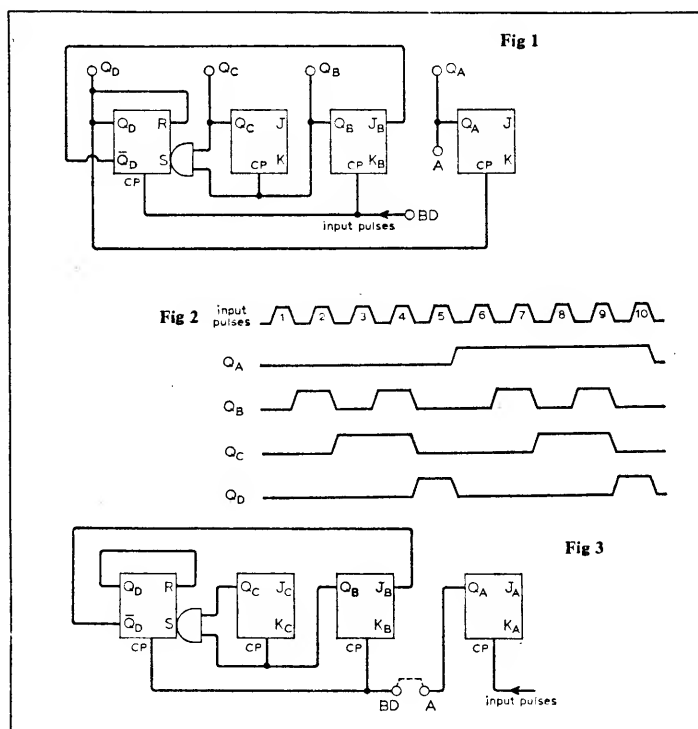 Fig 1
Q_D Q_C Q_B Q_A
Q_D R Q_C J Q_B J_B Q_A J
Q̄_D S K CP K_B A CP K
CP CP BD
input pulses
Fig 2 input pulses 1 2 3 4 5 6 7 8 9 10
Q_A
Q_B
Q_C
Q_D
Fig 3
Q_D R Q_C J_C Q_B J_B Q_A J_A
Q̄_D S K_C K_B K_A
CP CP CP CP
BD A input pulses